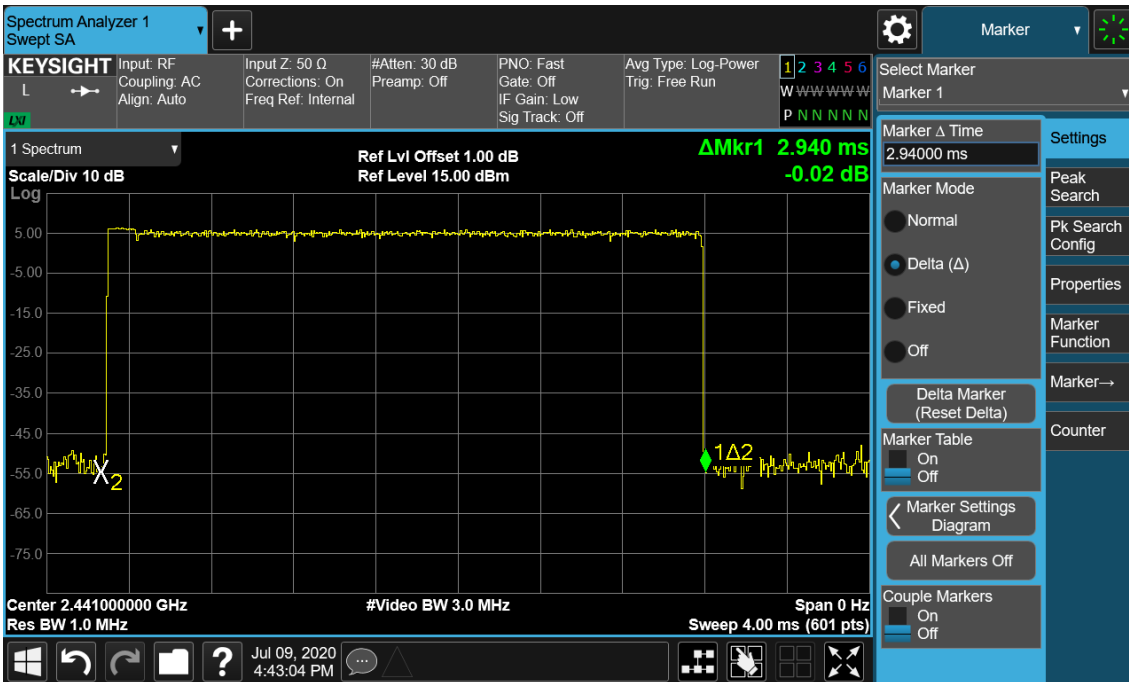 Spectrum Analyzer 1
Swept SA
+
Marker
KEYSIGHT
L
LXI
Input: RF
Coupling: AC
Align: Auto
Input Z: 50 Ω
Corrections: On
Freq Ref: Internal
#Atten: 30 dB
Preamp: Off
PNO: Fast
Gate: Off
IF Gain: Low
Sig Track: Off
Avg Type: Log-Power
Trig: Free Run
1 2 3 4 5 6
W W W W W W
P N N N N N
Select Marker
Marker 1
1 Spectrum
Scale/Div 10 dB
Log
Ref Lvl Offset 1.00 dB
Ref Level 15.00 dBm
ΔMkr1 2.940 ms
-0.02 dB
5.00
-5.00
-15.0
-25.0
-35.0
-45.0
-55.0
-65.0
-75.0
X2
1Δ2
Center 2.441000000 GHz
Res BW 1.0 MHz
#Video BW 3.0 MHz
Span 0 Hz
Sweep 4.00 ms (601 pts)
Marker Δ Time
2.94000 ms
Marker Mode
Normal
Delta (Δ)
Fixed
Off
Delta Marker
(Reset Delta)
Marker Table
On
Off
Marker Settings
Diagram
All Markers Off
Couple Markers
On
Off
Settings
Peak
Search
Pk Search
Config
Properties
Marker
Function
Marker→
Counter
?
Jul 09, 2020
4:43:04 PM